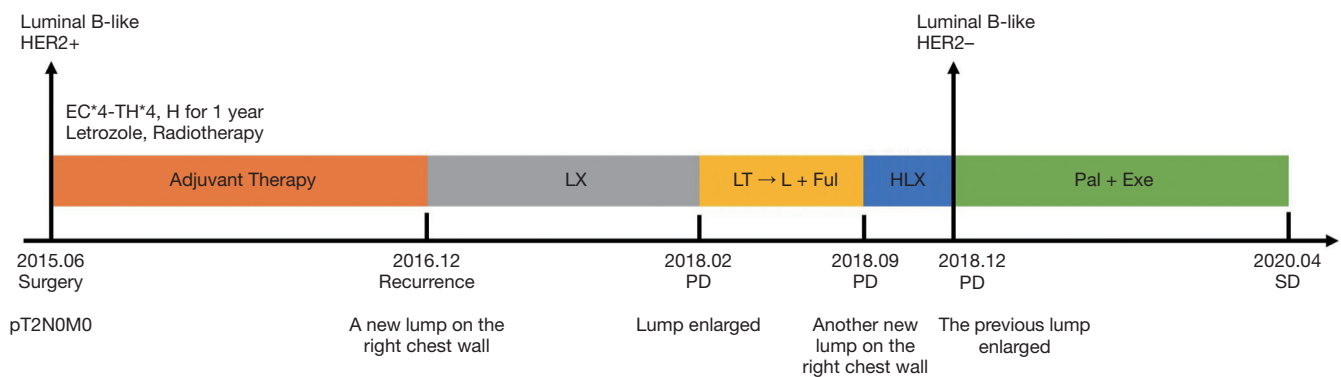 Luminal B-like
HER2+
Luminal B-like
HER2–
EC*4-TH*4, H for 1 year
Letrozole, Radiotherapy
Adjuvant Therapy
LX
LT → L + Ful
HLX
Pal + Exe
2015.06
Surgery
2016.12
Recurrence
2018.02
PD
2018.09
PD
2018.12
PD
2020.04
SD
pT2N0M0
A new lump on the
right chest wall
Lump enlarged
Another new
lump on the
right chest wall
The previous lump
enlarged